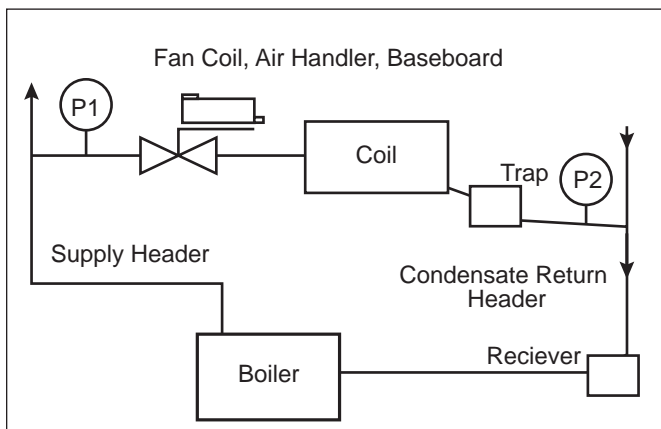 Fan Coil, Air Handler, Baseboard
P1
Coil
Trap
P2
Supply Header
Condensate Return
Header
Reciever
Boiler